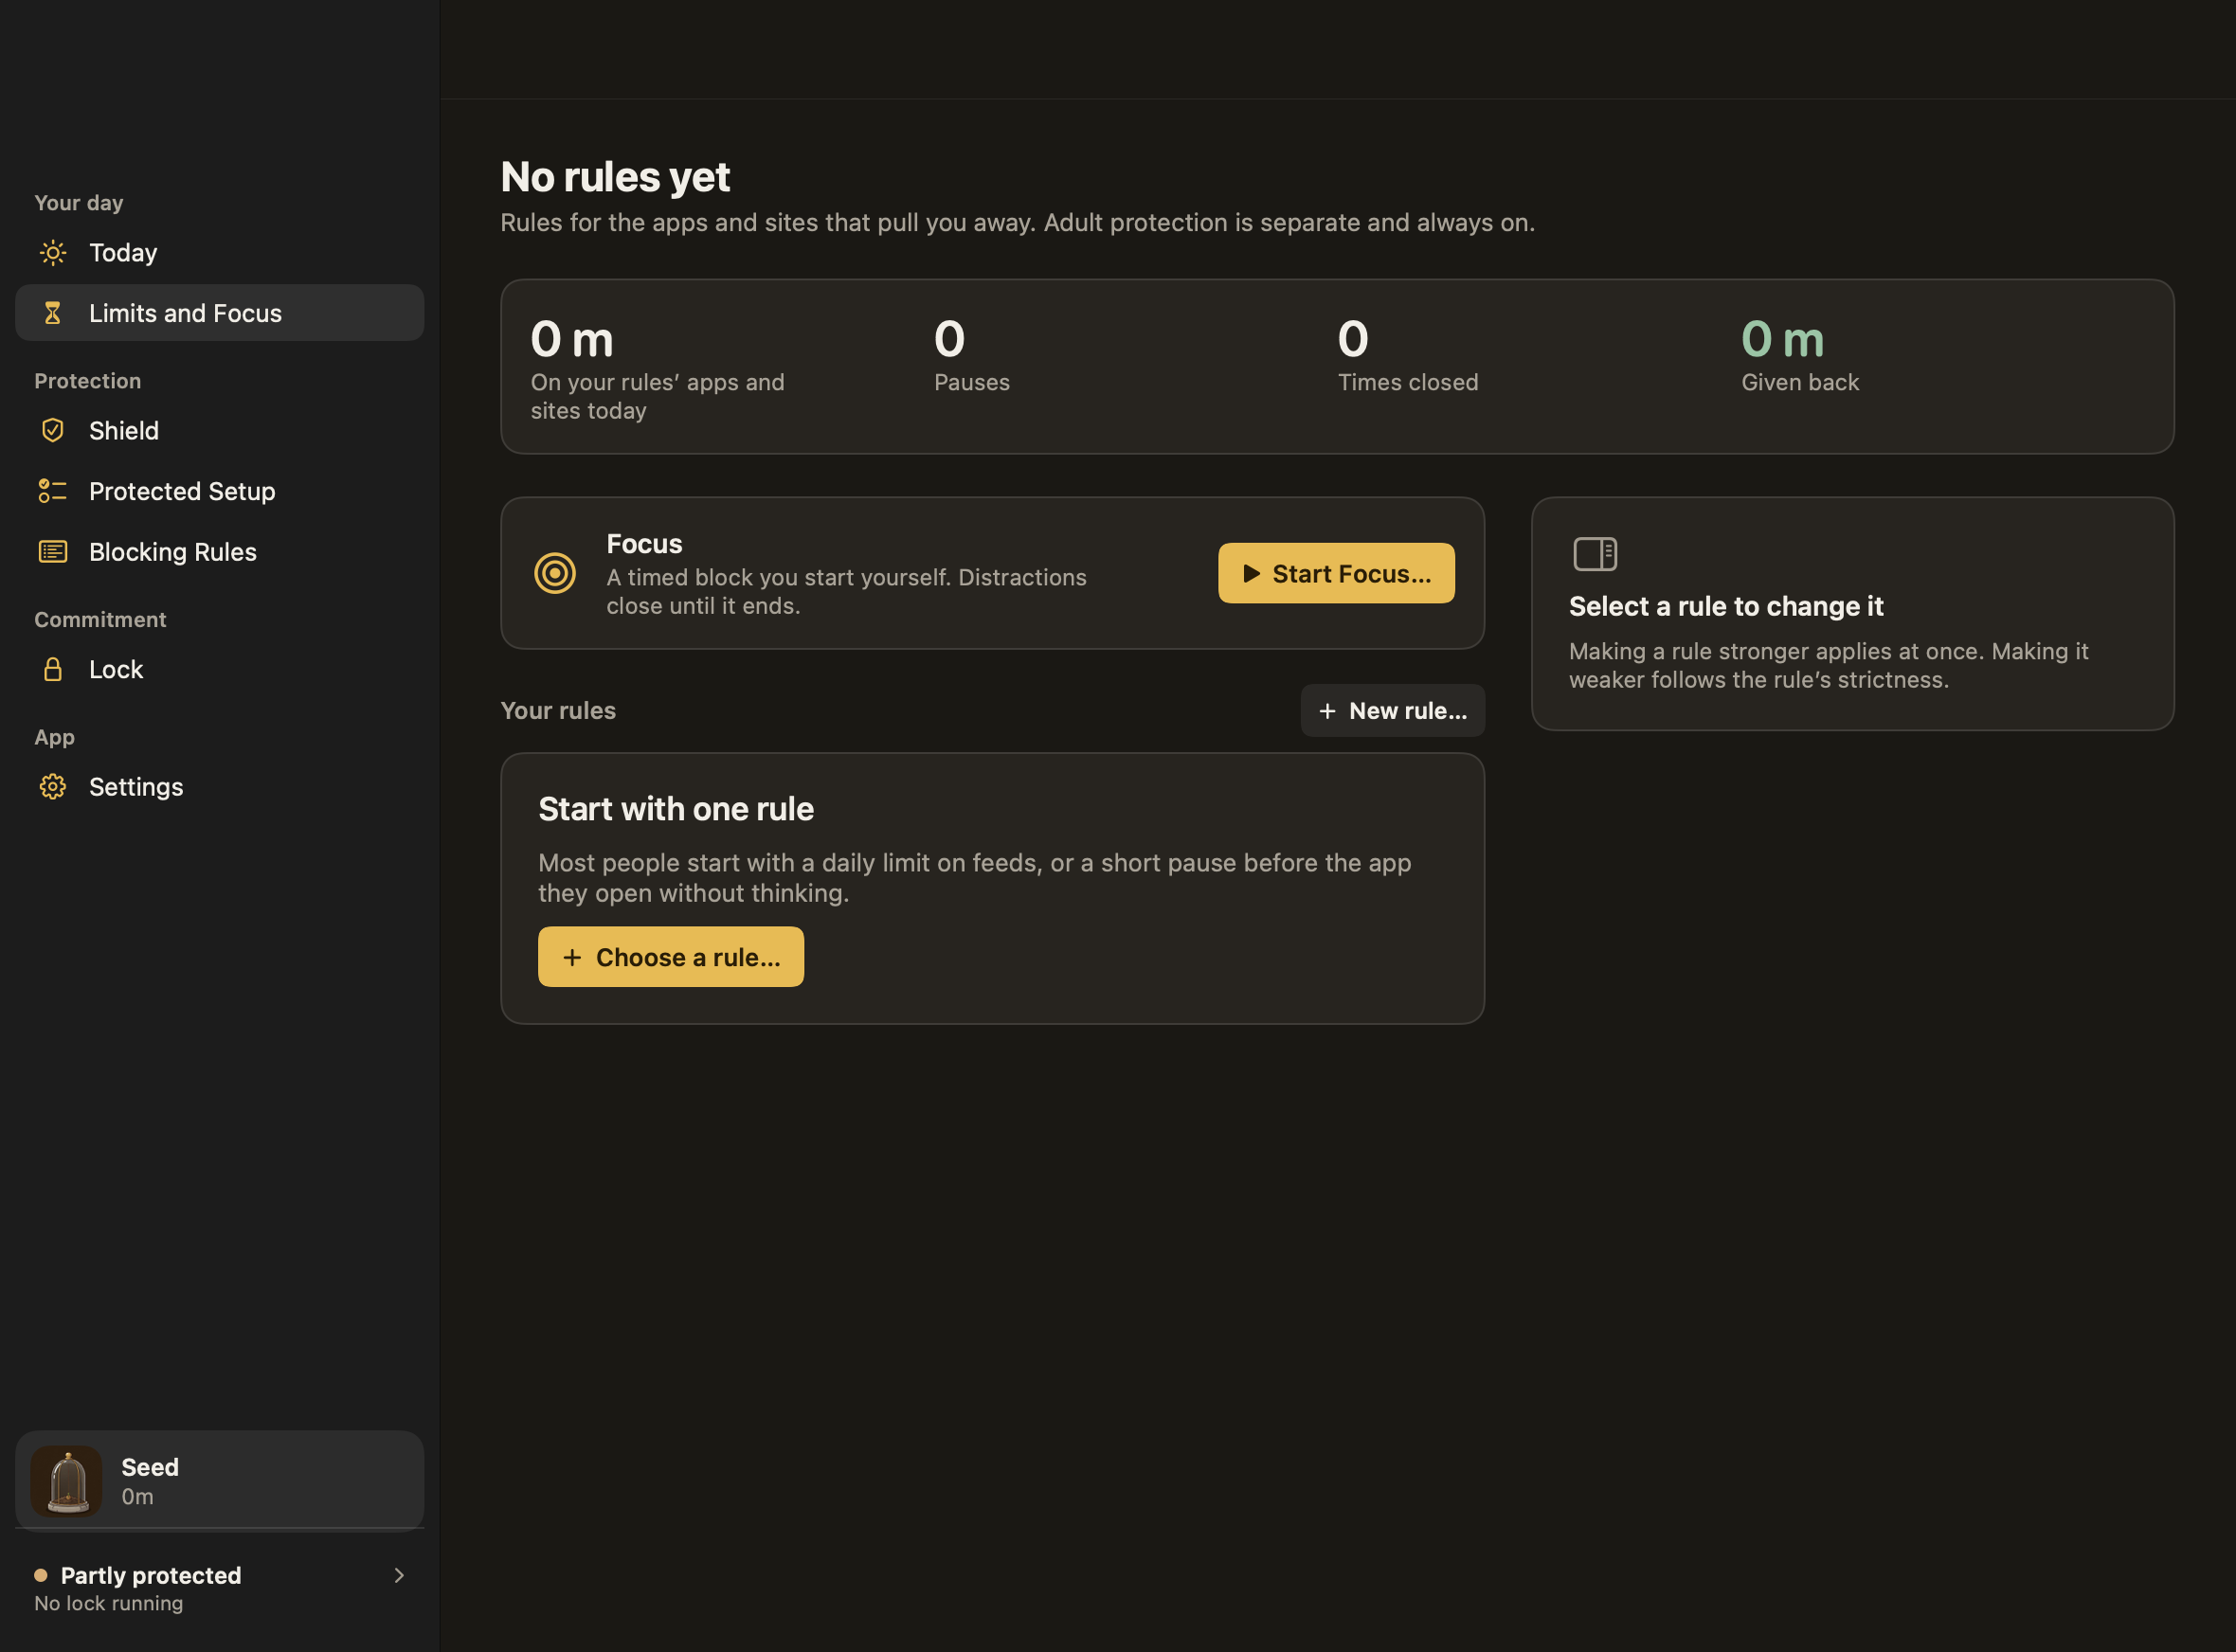 Your day
Today
Limits and Focus
Protection
Shield
Protected Setup
Blocking Rules
Commitment
Lock
App
Settings
Seed
0m
Partly protected
No lock running
No rules yet
Rules for the apps and sites that pull you away. Adult protection is separate and always on.
0 m
On your rules’ apps and
sites today
0
Pauses
0
Times closed
0 m
Given back
Focus
A timed block you start yourself. Distractions
close until it ends.
Start Focus...
Your rules
+ New rule...
Start with one rule
Most people start with a daily limit on feeds, or a short pause before the app
they open without thinking.
+ Choose a rule...
Select a rule to change it
Making a rule stronger applies at once. Making it
weaker follows the rule’s strictness.